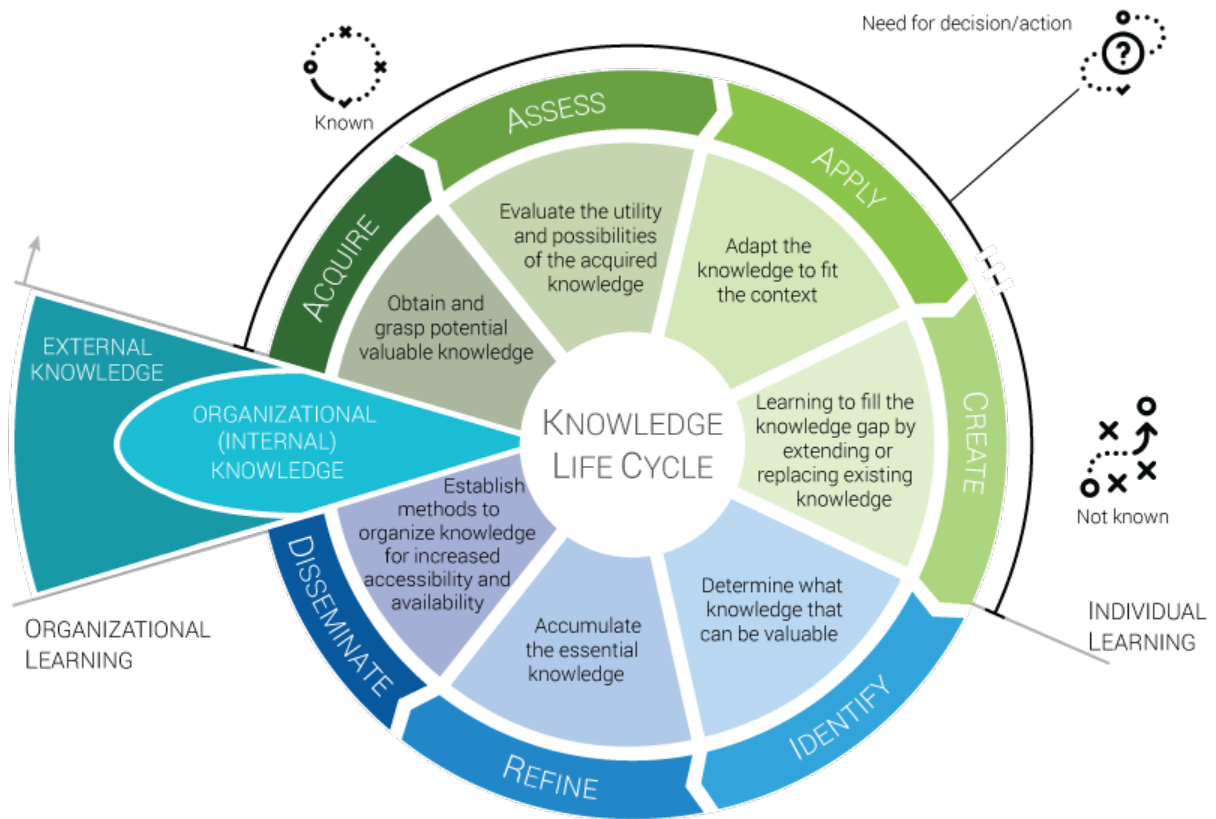 Need for decision/action
?
Known
ASSESS
Evaluate the utility
and possibilities
of the acquired
knowledge
APPLY
Adapt the
knowledge to fit
the context
ACQUIRE
Obtain and
grasp potential
valuable knowledge
EXTERNAL
KNOWLEDGE
ORGANIZATIONAL
(INTERNAL)
KNOWLEDGE
KNOWLEDGE
LIFE CYCLE
CREATE
Learning to fill the
knowledge gap by
extending or
replacing existing
knowledge
Not known
INDIVIDUAL
LEARNING
IDENTIFY
Determine what
knowledge that
can be valuable
REFINE
Accumulate
the essential
knowledge
DISSEMINATE
Establish
methods to
organize knowledge
for increased
accessibility and
availability
ORGANIZATIONAL
LEARNING